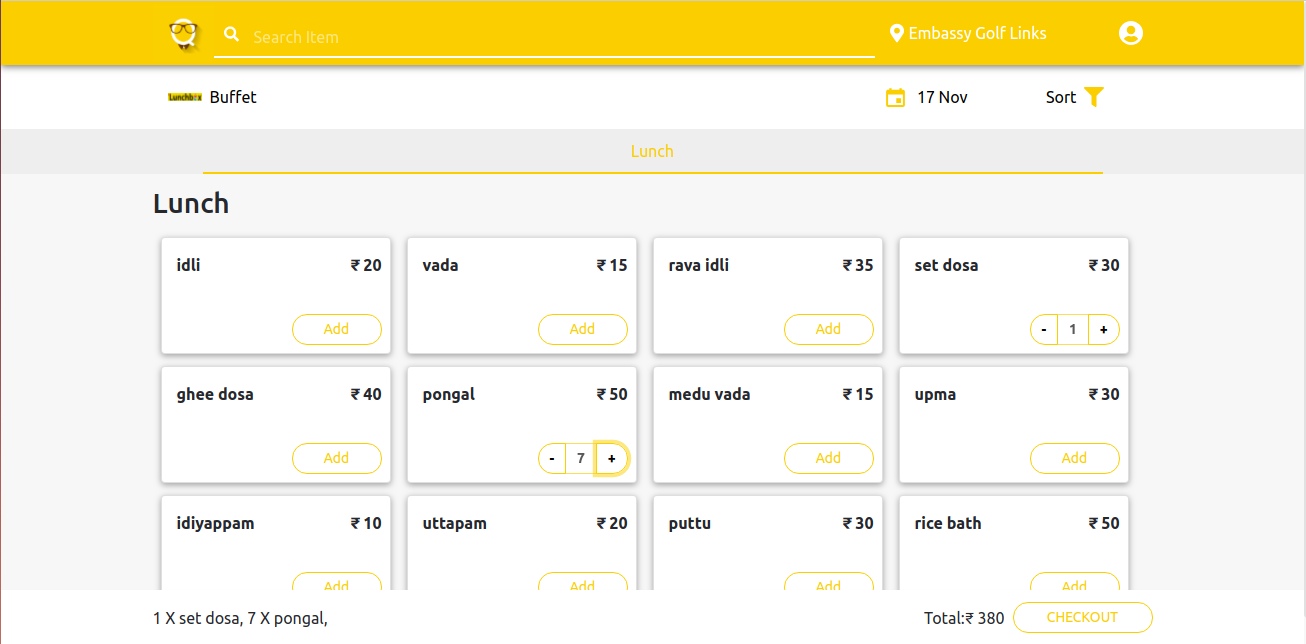 Search Item
Embassy Golf Links
Lunchbox Buffet
17 Nov
Sort
Lunch
Lunch
idli ₹ 20
vada ₹ 15
rava idli ₹ 35
set dosa ₹ 30
Add
Add
Add
- 1 +
ghee dosa ₹ 40
pongal ₹ 50
medu vada ₹ 15
upma ₹ 30
Add
- 7 +
Add
Add
idiyappam ₹ 10
uttapam ₹ 20
puttu ₹ 30
rice bath ₹ 50
Add
Add
Add
Add
1 X set dosa, 7 X pongal,
Total:₹ 380
CHECKOUT